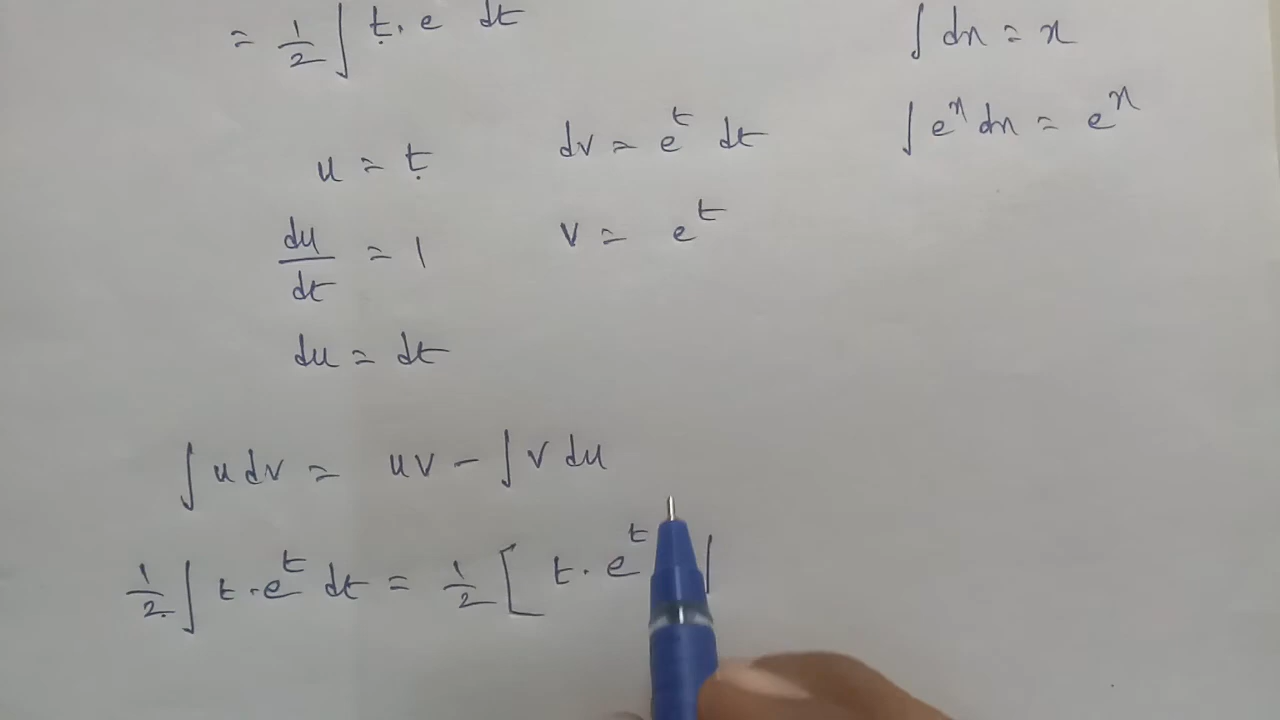 = 1/2 ∫ t. e dt
∫ dx = x
∫ e^x dx = e^x
u = t
dv = e^t dt
du/dt = 1
v = e^t
du = dt
∫ u dv = uv - ∫ v du
1/2 ∫ t.e^t dt = 1/2 [ t. e^t ∫